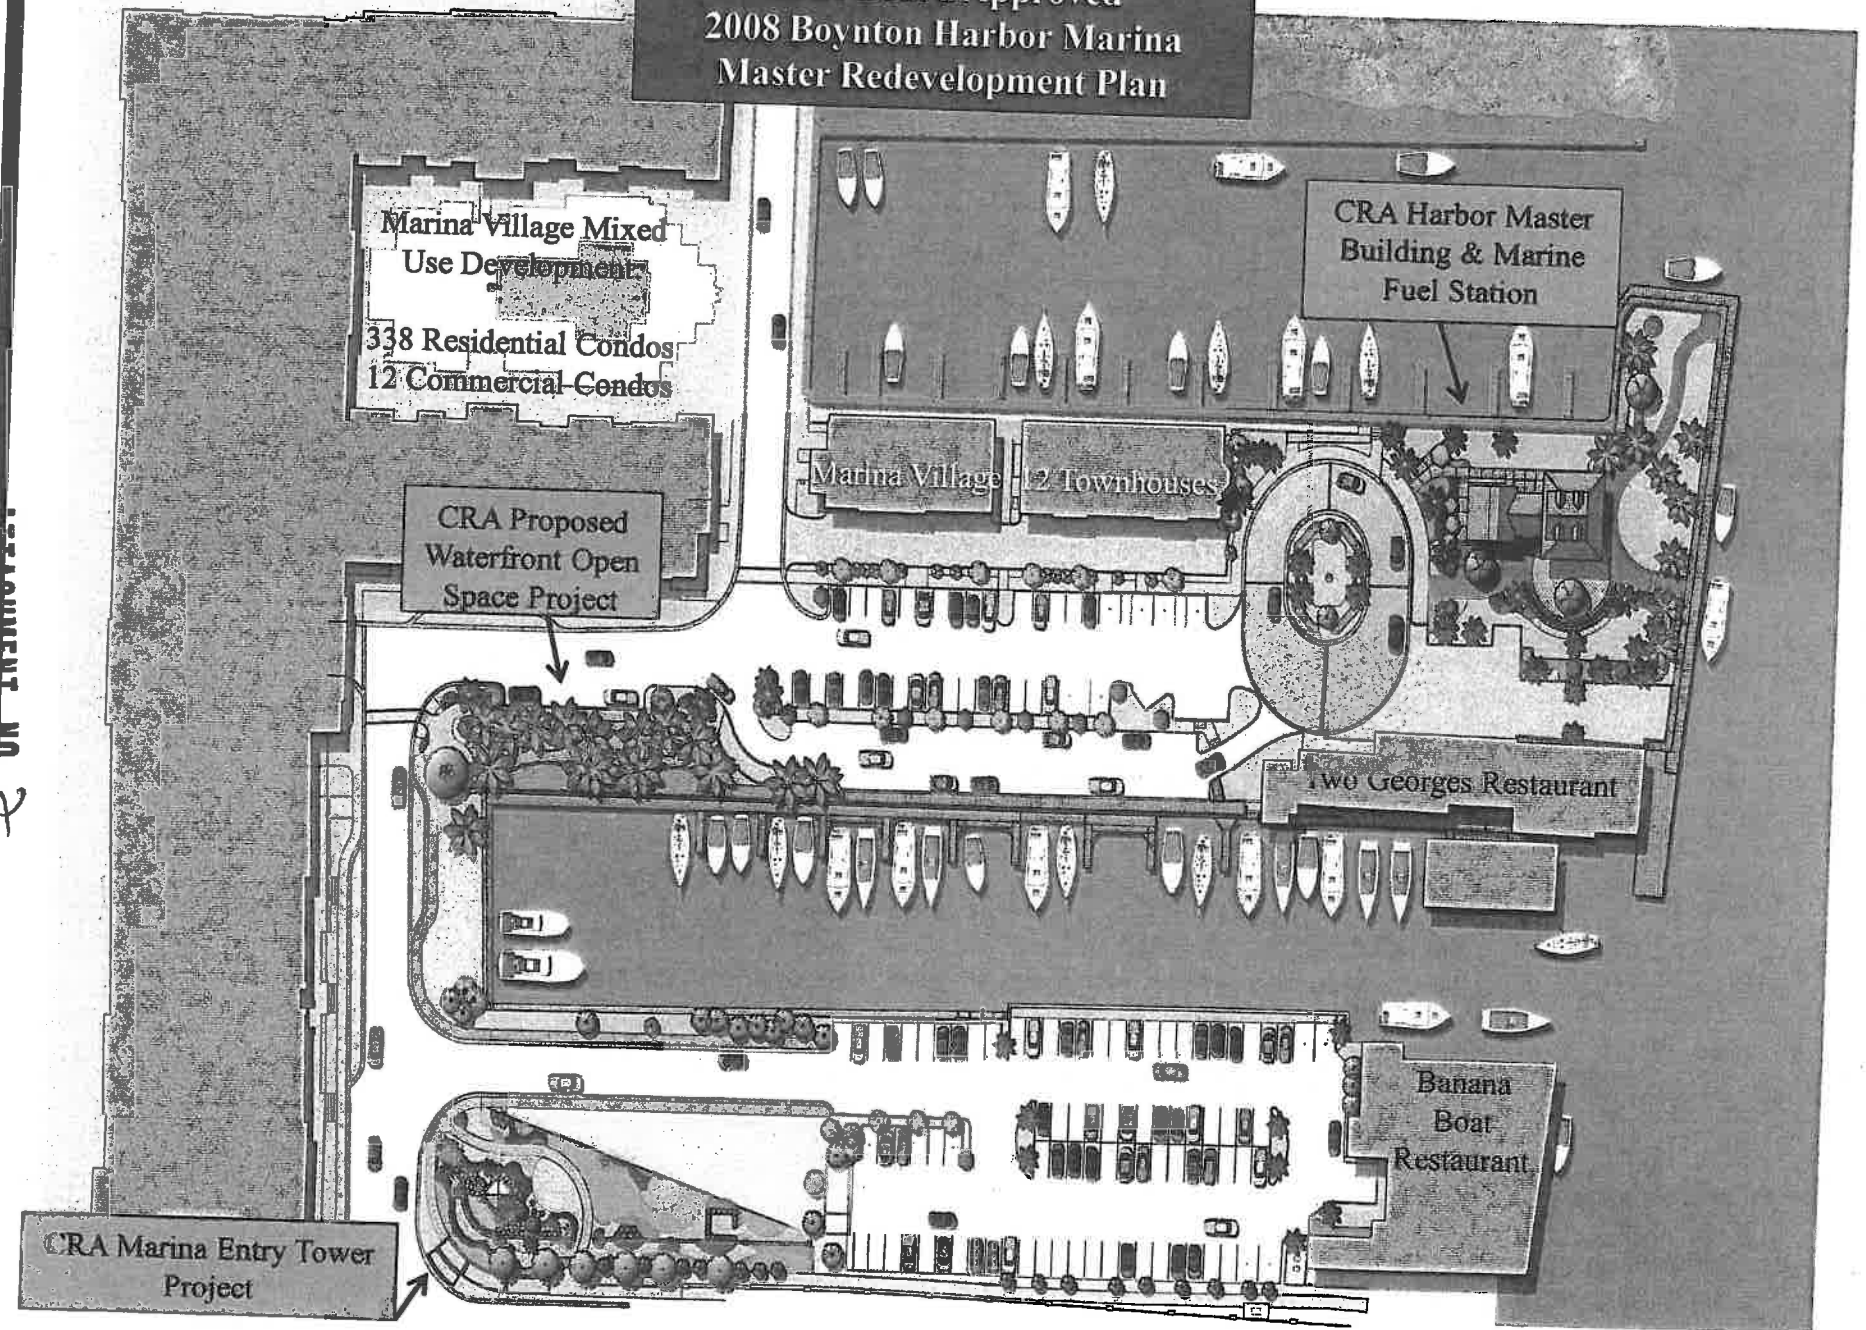 Approved
2008 Boynton Harbor Marina
Master Redevelopment Plan
Marina Village Mixed
Use Development
338 Residential Condos
12 Commercial Condos
CRA Harbor Master
Building & Marine
Fuel Station
Marina Village
12 Townhouses
CRA Proposed
Waterfront Open
Space Project
Two Georges Restaurant
Banana
Boat
Restaurant
CRA Marina Entry Tower
Project